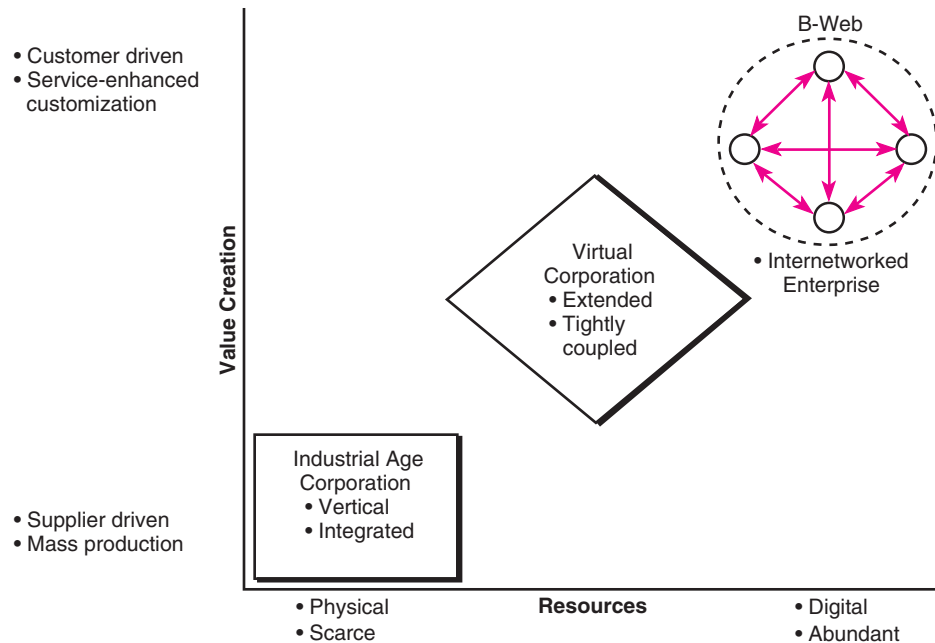 B-Web
• Customer driven
• Service-enhanced
customization
• Internetworked
Enterprise
Virtual
Corporation
• Extended
• Tightly
coupled
Value Creation
Industrial Age
Corporation
• Vertical
• Integrated
• Supplier driven
• Mass production
• Physical
• Scarce
Resources
• Digital
• Abundant